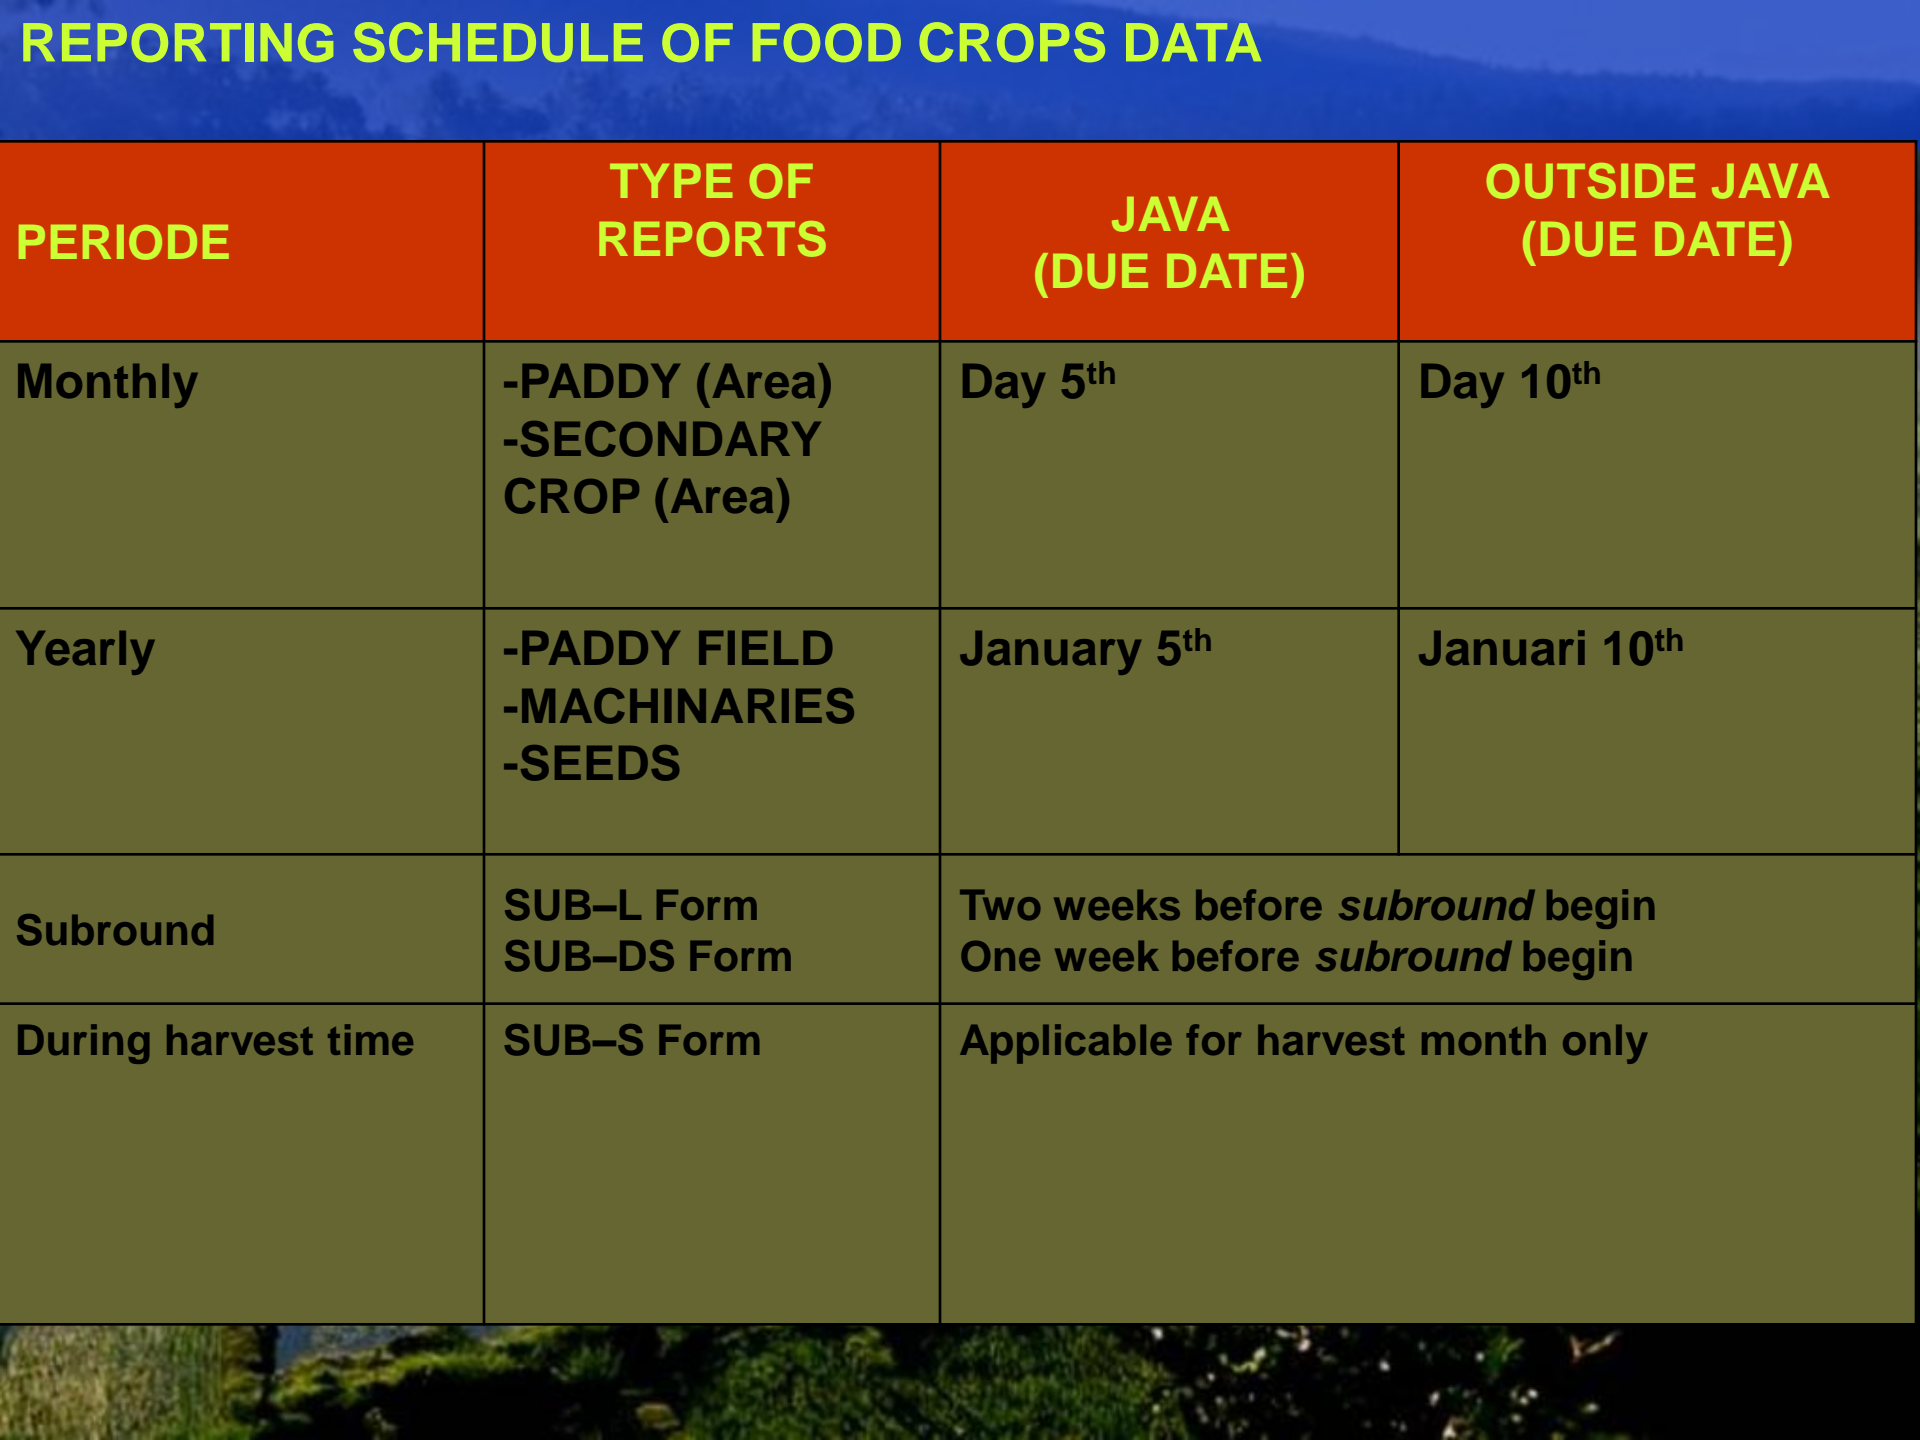 REPORTING SCHEDULE OF FOOD CROPS DATA
PERIODE
TYPE OF
REPORTS
JAVA
(DUE DATE)
OUTSIDE JAVA
(DUE DATE)
Monthly
-PADDY (Area)
-SECONDARY
CROP (Area)
Day 5th
Day 10th
Yearly
-PADDY FIELD
-MACHINARIES
-SEEDS
January 5th
Januari 10th
Subround
SUB–L Form
SUB–DS Form
Two weeks before subround begin
One week before subround begin
During harvest time
SUB–S Form
Applicable for harvest month only